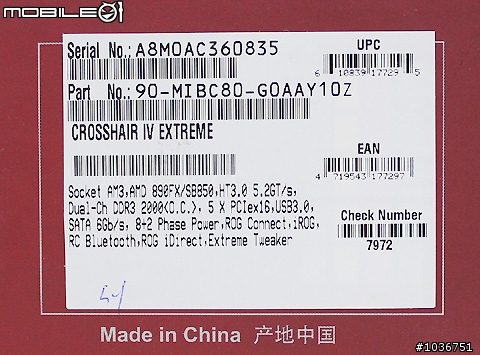 MOBILE01
Serial No.: A8M0AC360835
UPC
6 10839 17729 5
Part No.: 90-MIBC80-G0AAY10Z
CROSSHAIR IV EXTREME
EAN
4 719543 177297
Socket AM3,AMD 890FX/SB850,HT3.0 5.2GT/s,
Dual-Ch DDR3 2000(O.C.), 5 X PCIex16,USB3.0,
SATA 6Gb/s, 8+2 Phase Power,ROG Connect,iROG,
RC Bluetooth,ROG iDirect,Extreme Tweaker
Check Number
7972
Made in China 产地中国
#1036751